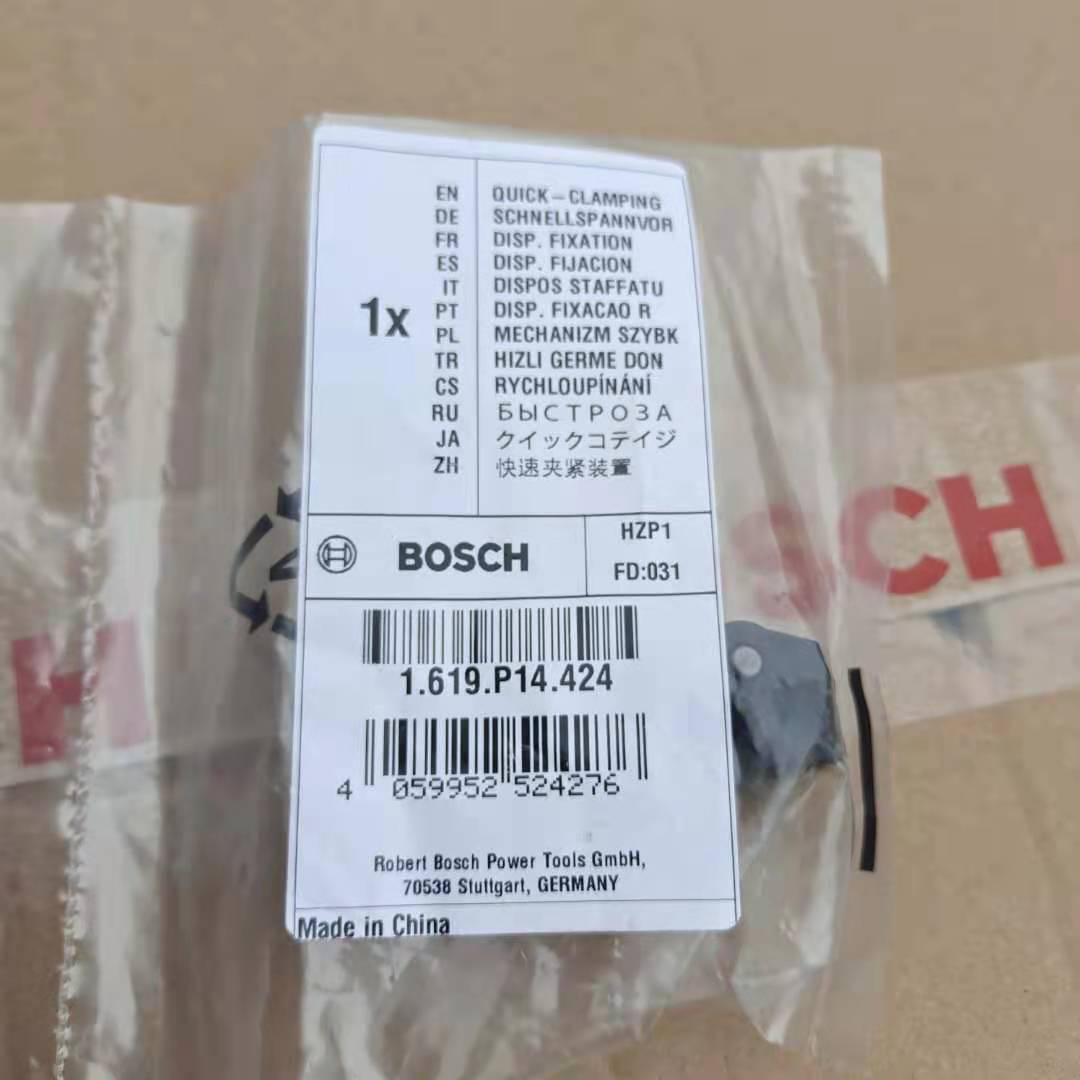 1x
EN QUICK-CLAMPING
DE SCHNELLSPANNVOR
FR DISP. FIXATION
ES DISP. FIJACION
IT DISPOS STAFFATU
PT DISP. FIXACAO R
PL MECHANIZM SZYBK
TR HIZLI GERME DON
CS RYCHLOUPÍNÁNÍ
RU БЫСТРОЗА
JA クイックコテイジ
ZH 快速夹紧装置
BOSCH
HZP1
FD:031
1.619.P14.424
4 059952 524276
Robert Bosch Power Tools GmbH,
70538 Stuttgart, GERMANY
Made in China
SCH
H